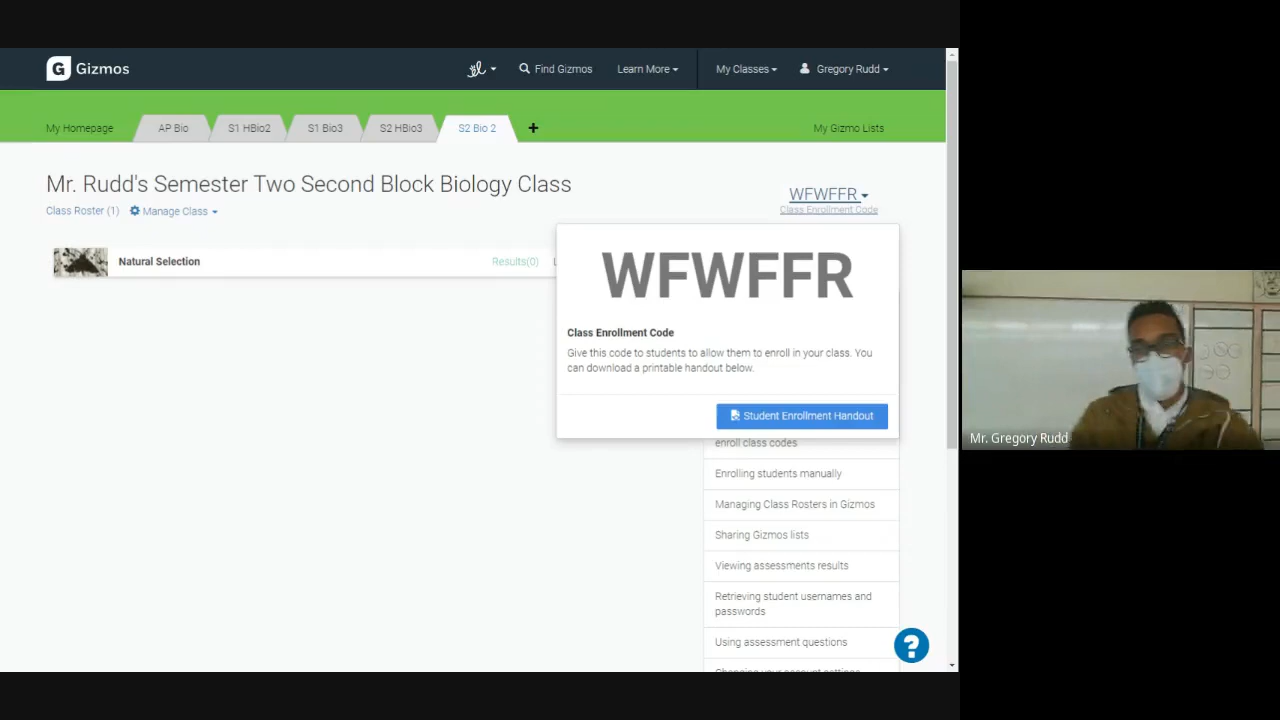 G Gizmos
Find Gizmos
Learn More
My Classes
Gregory Rudd
My Homepage
AP Bio
S1 HBio2
S1 Bio3
S2 HBio3
S2 Bio 2
My Gizmo Lists
Mr. Rudd's Semester Two Second Block Biology Class
WFWFFR
Class Enrollment Code
Class Roster (1)
Manage Class
Natural Selection
Results(0)
WFWFFR
Class Enrollment Code
Give this code to students to allow them to enroll in your class. You
can download a printable handout below.
Student Enrollment Handout
enroll class codes
Enrolling students manually
Managing Class Rosters in Gizmos
Sharing Gizmos lists
Viewing assessments results
Retrieving student usernames and
passwords
Using assessment questions
Changing your account settings
?
Mr. Gregory Rudd